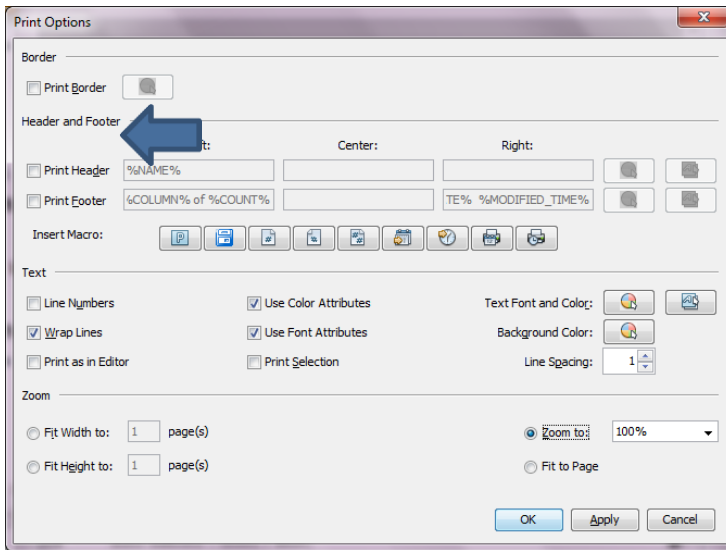 Print Options
Border
Print Border
Header and Footer
t: Center: Right:
Print Header %NAME%
Print Footer %COLUMN% of %COUNT% TE% %MODIFIED_TIME%
Insert Macro:
Text
Line Numbers Use Color Attributes Text Font and Color:
Wrap Lines Use Font Attributes Background Color:
Print as in Editor Print Selection Line Spacing: 1
Zoom
Fit Width to: 1 page(s) Zoom to: 100%
Fit Height to: 1 page(s) Fit to Page
OK Apply Cancel